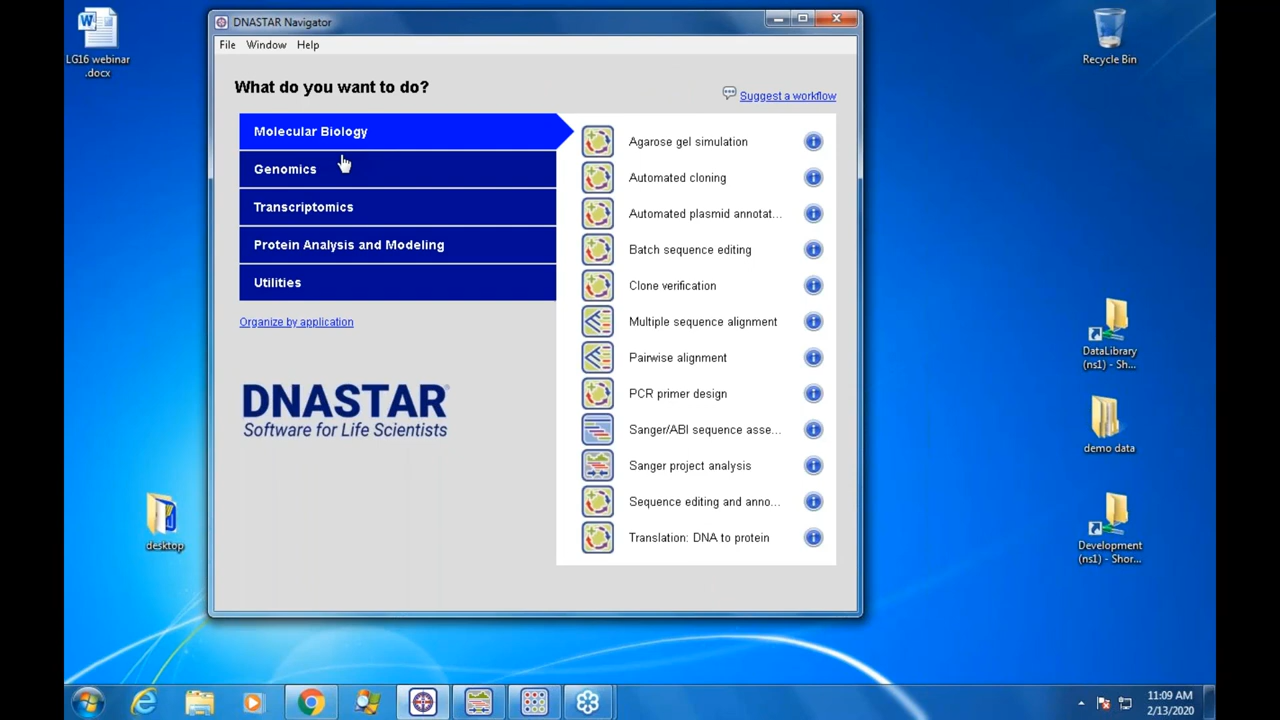 DNASTAR Navigator
File Window Help
What do you want to do?
Suggest a workflow
Molecular Biology
Genomics
Transcriptomics
Protein Analysis and Modeling
Utilities
Organize by application
DNASTAR®
Software for Life Scientists
Agarose gel simulation
Automated cloning
Automated plasmid annotat...
Batch sequence editing
Clone verification
Multiple sequence alignment
Pairwise alignment
PCR primer design
Sanger/ABI sequence asse...
Sanger project analysis
Sequence editing and anno...
Translation: DNA to protein
LG16 webinar
.docx
desktop
Recycle Bin
DataLibrary
(ns1) - Sh...
demo data
Development
(ns1) - Shor...
11:09 AM
2/13/2020